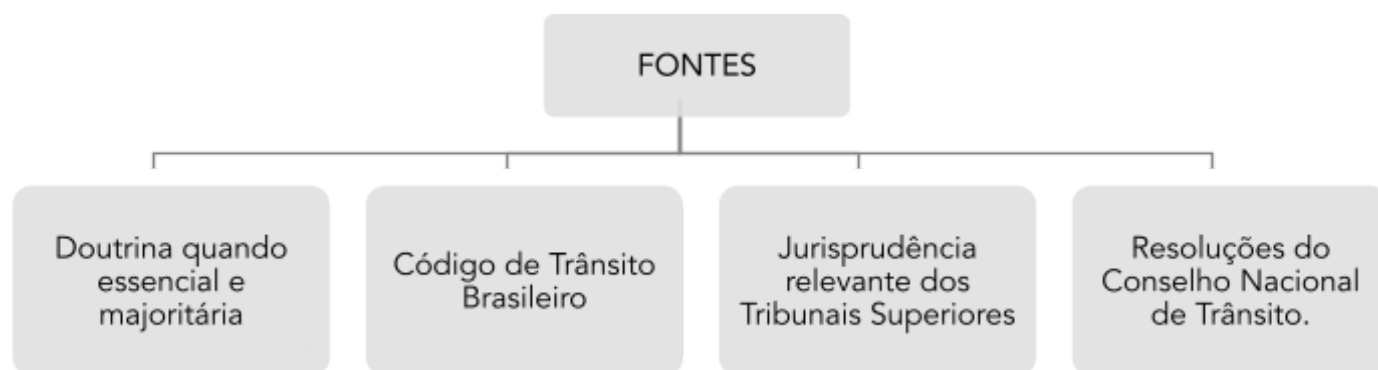 FONTES
Doutrina quando
essencial e
majoritária
Código de Trânsito
Brasileiro
Jurisprudência
relevante dos
Tribunais Superiores
Resoluções do
Conselho Nacional
de Trânsito.